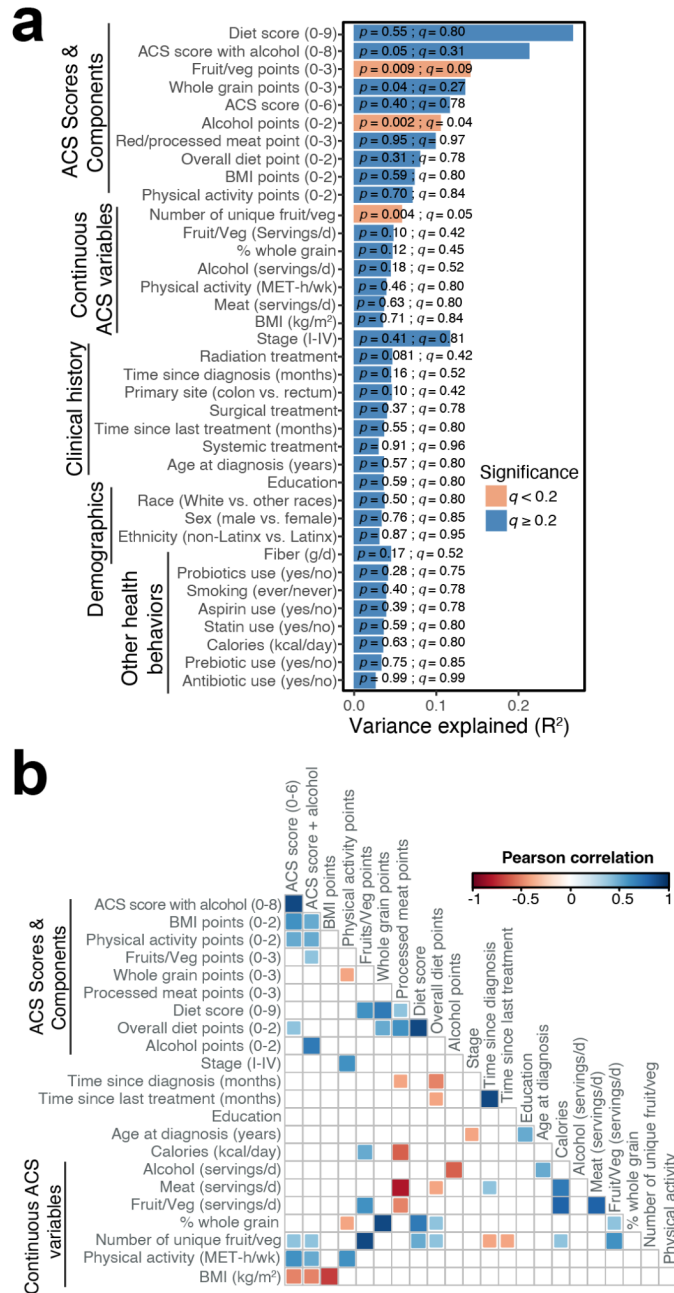 a
ACS Scores &
Components
Diet score (0-9) p = 0.55 ; q = 0.80
ACS score with alcohol (0-8) p = 0.05 ; q = 0.31
Fruit/veg points (0-3) p = 0.009 ; q = 0.09
Whole grain points (0-3) p = 0.04 ; q = 0.27
ACS score (0-6) p = 0.40 ; q = 0.78
Alcohol points (0-2) p = 0.002 ; q = 0.04
Red/processed meat point (0-3) p = 0.95 ; q = 0.97
Overall diet point (0-2) p = 0.31 ; q = 0.78
BMI points (0-2) p = 0.59 ; q = 0.80
Physical activity points (0-2) p = 0.70 ; q = 0.84
Continuous
ACS variables
Number of unique fruit/veg p = 0.004 ; q = 0.05
Fruit/Veg (Servings/d) p = 0.10 ; q = 0.42
% whole grain p = 0.12 ; q = 0.45
Alcohol (servings/d) p = 0.18 ; q = 0.52
Physical activity (MET-h/wk) p = 0.46 ; q = 0.80
Meat (servings/d) p = 0.63 ; q = 0.80
BMI (kg/m²) p = 0.71 ; q = 0.84
Clinical history
Stage (I-IV) p = 0.41 ; q = 0.81
Radiation treatment p = 0.081 ; q = 0.42
Time since diagnosis (months) p = 0.16 ; q = 0.52
Primary site (colon vs. rectum) p = 0.10 ; q = 0.42
Surgical treatment p = 0.37 ; q = 0.78
Time since last treatment (months) p = 0.55 ; q = 0.80
Systemic treatment p = 0.91 ; q = 0.96
Age at diagnosis (years) p = 0.57 ; q = 0.80
Demographics
Education p = 0.59 ; q = 0.80
Race (White vs. other races) p = 0.50 ; q = 0.80
Sex (male vs. female) p = 0.76 ; q = 0.85
Ethnicity (non-Latinx vs. Latinx) p = 0.87 ; q = 0.95
Other health
behaviors
Fiber (g/d) p = 0.17 ; q = 0.52
Probiotics use (yes/no) p = 0.28 ; q = 0.75
Smoking (ever/never) p = 0.40 ; q = 0.78
Aspirin use (yes/no) p = 0.39 ; q = 0.78
Statin use (yes/no) p = 0.59 ; q = 0.80
Calories (kcal/day) p = 0.63 ; q = 0.80
Prebiotic use (yes/no) p = 0.75 ; q = 0.85
Antibiotic use (yes/no) p = 0.99 ; q = 0.99
Significance
q < 0.2
q ≥ 0.2
0.0 0.1 0.2
Variance explained (R²)
b
Pearson correlation
-1 -0.5 0 0.5 1
ACS score (0-6)
ACS score + alcohol
BMI points
Physical activity points
Fruits/Veg points
Whole grain points
Processed meat points
Diet score
Overall diet points
Alcohol points
Stage
Time since diagnosis
Time since last treatment
Education
Age at diagnosis
Calories
Alcohol (servings/d)
Meat (servings/d)
Fruit/Veg (servings/d)
% whole grain
Number of unique fruit/veg
Physical activity
ACS Scores &
Components
ACS score with alcohol (0-8)
BMI points (0-2)
Physical activity points (0-2)
Fruits/Veg points (0-3)
Whole grain points (0-3)
Processed meat points (0-3)
Diet score (0-9)
Overall diet points (0-2)
Alcohol points (0-2)
Stage (I-IV)
Time since diagnosis (months)
Time since last treatment (months)
Education
Age at diagnosis (years)
Calories (kcal/day)
Continuous ACS
variables
Alcohol (servings/d)
Meat (servings/d)
Fruit/Veg (servings/d)
% whole grain
Number of unique fruit/veg
Physical activity (MET-h/wk)
BMI (kg/m²)